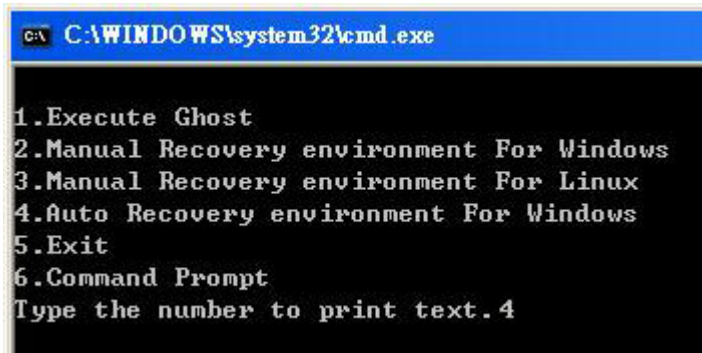 C:\WINDOWS\system32\cmd.exe
1.Execute Ghost
2.Manual Recovery environment For Windows
3.Manual Recovery environment For Linux
4.Auto Recovery environment For Windows
5.Exit
6.Command Prompt
Type the number to print text.4